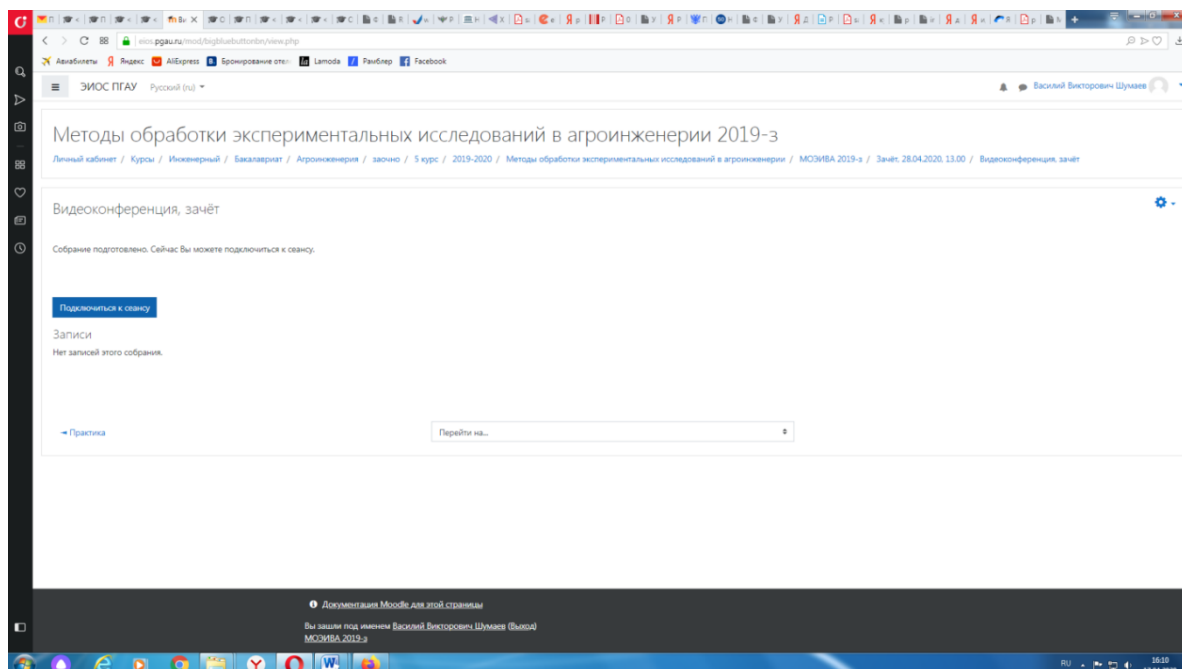 eios.pgau.ru/mod/bigbluebuttonbn/view.php
Авиабилеты Яндекс AliExpress Бронирование отел Lamoda Рамблер Facebook
ЭИОС ПГАУ Русский (ru) Василий Викторович Шумаев
Методы обработки экспериментальных исследований в агроинженерии 2019-з
Личный кабинет / Курсы / Инженерный / Бакалавриат / Агроинженерия / заочно / 5 курс / 2019-2020 / Методы обработки экспериментальных исследований в агроинженерии / МОЭИВА 2019-з / Зачёт, 28.04.2020, 13.00 / Видеоконференция, зачёт
Видеоконференция, зачёт
Собрание подготовлено. Сейчас Вы можете подключиться к сеансу.
Подключиться к сеансу
Записи
Нет записей этого собрания.
◄ Практика Перейти на...
Документация Moodle для этой страницы
Вы зашли под именем Василий Викторович Шумаев (Выход)
МОЭИВА 2019-з
RU 16:10